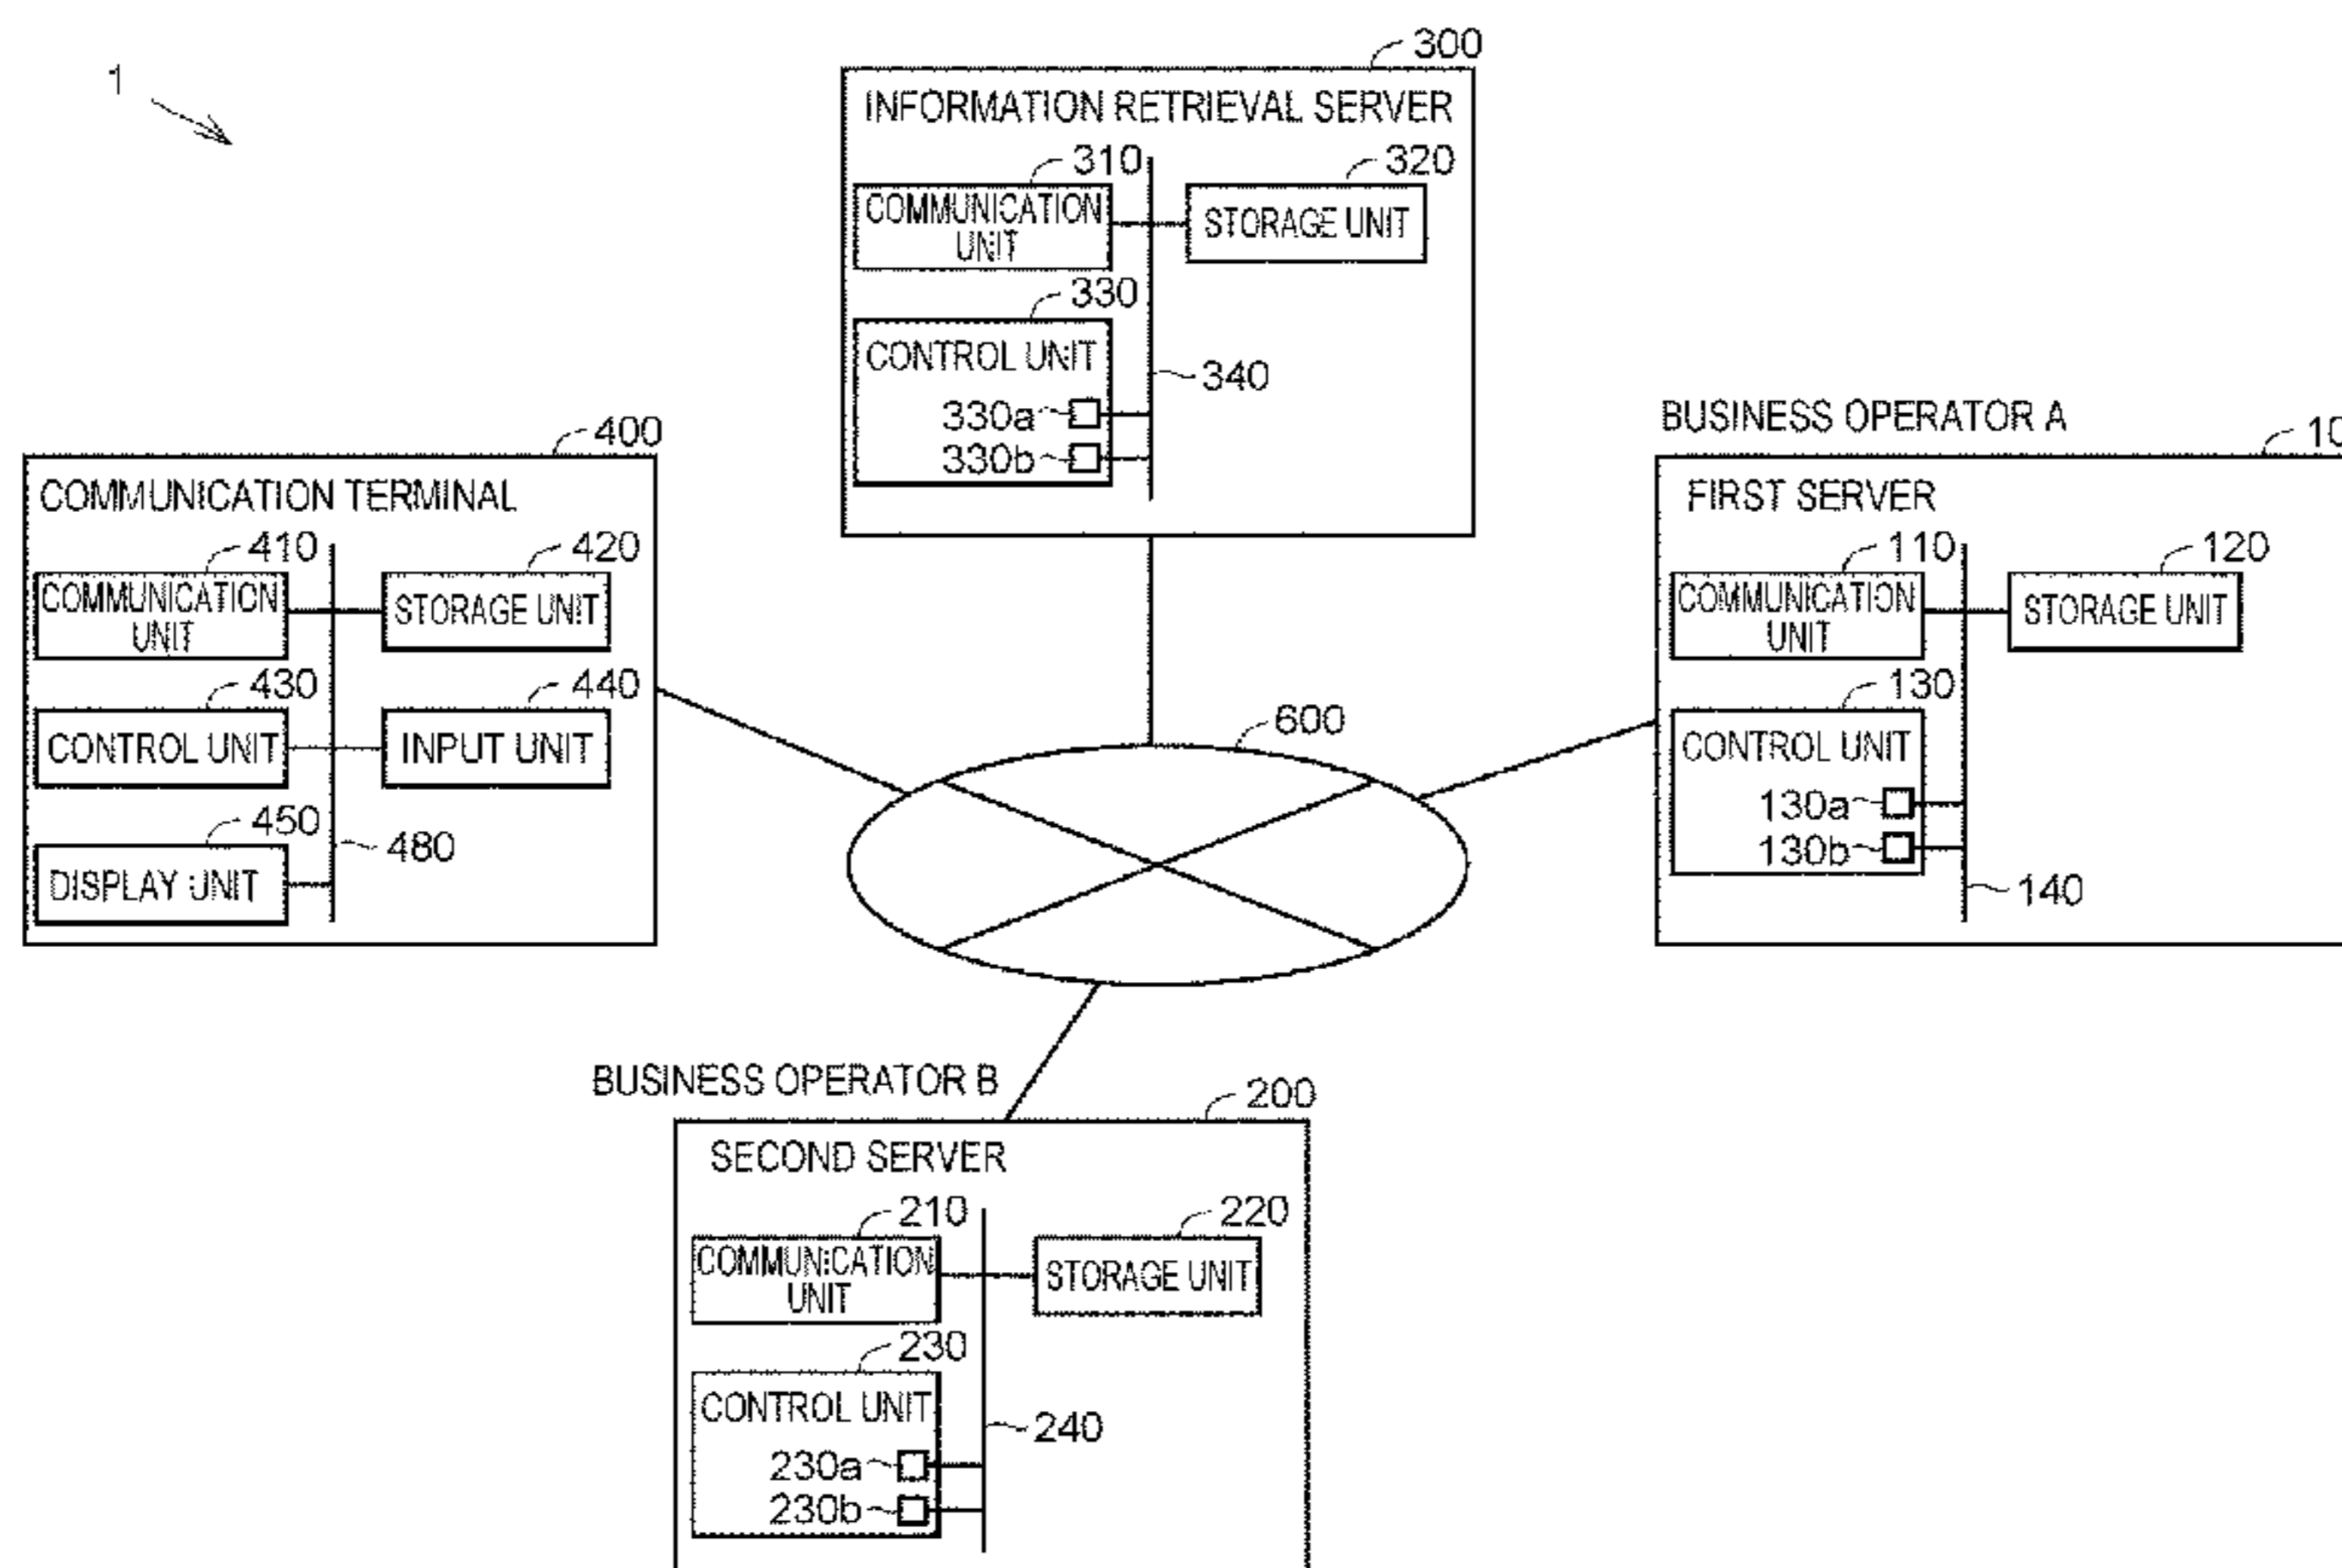 1
300
INFORMATION RETRIEVAL SERVER
310
320
COMMUNICATION
UNIT
STORAGE UNIT
330
CONTROL UNIT
340
330a
330b
400
COMMUNICATION TERMINAL
410
420
COMMUNICATION
UNIT
STORAGE UNIT
430
440
CONTROL UNIT
INPUT UNIT
450
480
DISPLAY UNIT
600
BUSINESS OPERATOR A
10
FIRST SERVER
110
120
COMMUNICATION
UNIT
STORAGE UNIT
130
CONTROL UNIT
130a
130b
140
BUSINESS OPERATOR B
200
SECOND SERVER
210
220
COMMUNICATION
UNIT
STORAGE UNIT
230
CONTROL UNIT
240
230a
230b